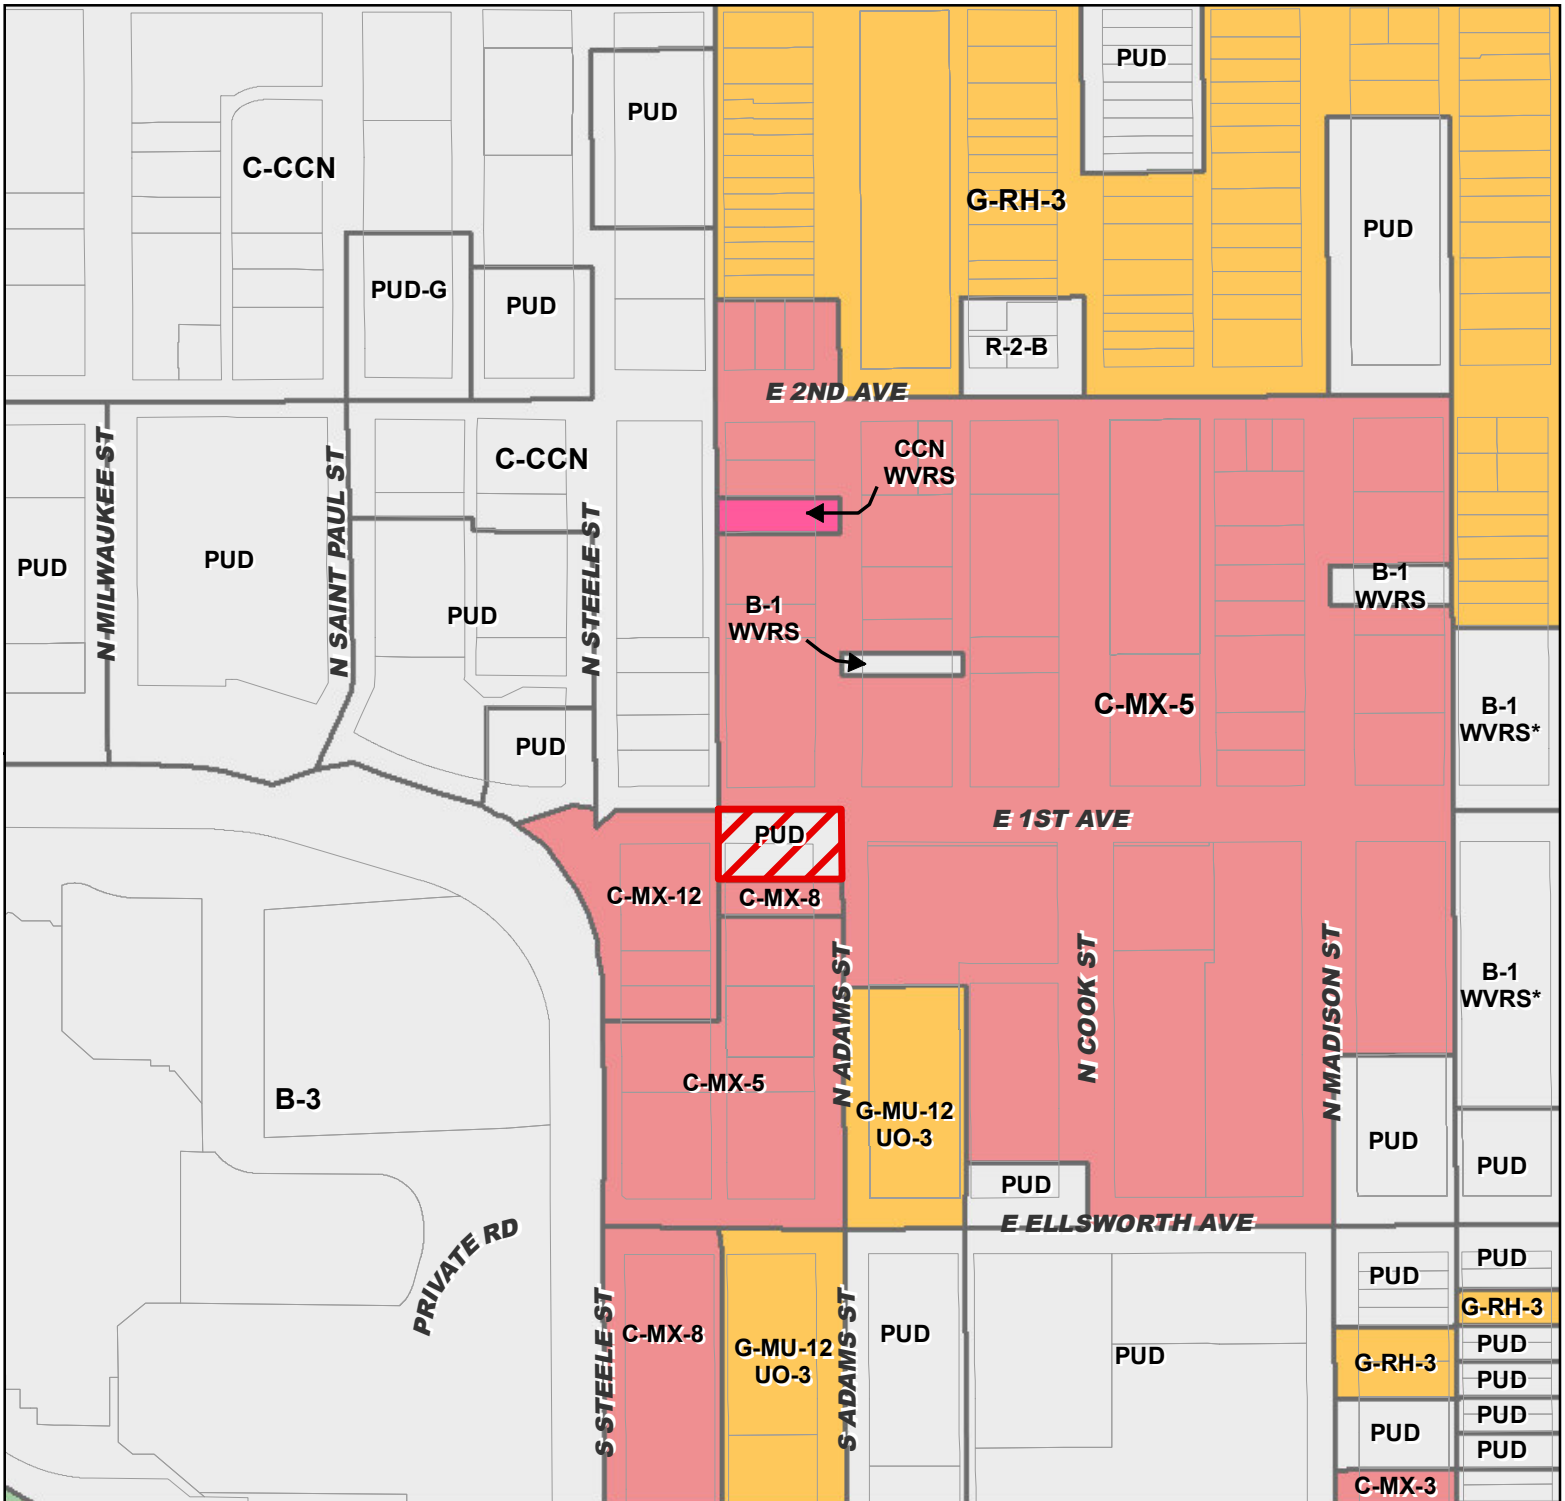 PUD
PUD
C-CCN
G-RH-3
PUD
PUD-G
PUD
R-2-B
E 2ND AVE
C-CCN
CCN
WVRS
N MILWAUKEE ST
N SAINT PAUL ST
N STEELE ST
PUD
PUD
B-1
WVRS
PUD
B-1
WVRS
C-MX-5
B-1
WVRS*
PUD
E 1ST AVE
PUD
C-MX-12
C-MX-8
N ADAMS ST
N COOK ST
N MADISON ST
B-1
WVRS*
C-MX-5
B-3
G-MU-12
UO-3
PUD
PUD
PUD
E ELLSWORTH AVE
PRIVATE RD
PUD
PUD
G-RH-3
S STEELE ST
C-MX-8
G-MU-12
UO-3
S ADAMS ST
PUD
PUD
PUD
G-RH-3
PUD
PUD
PUD
PUD
C-MX-3